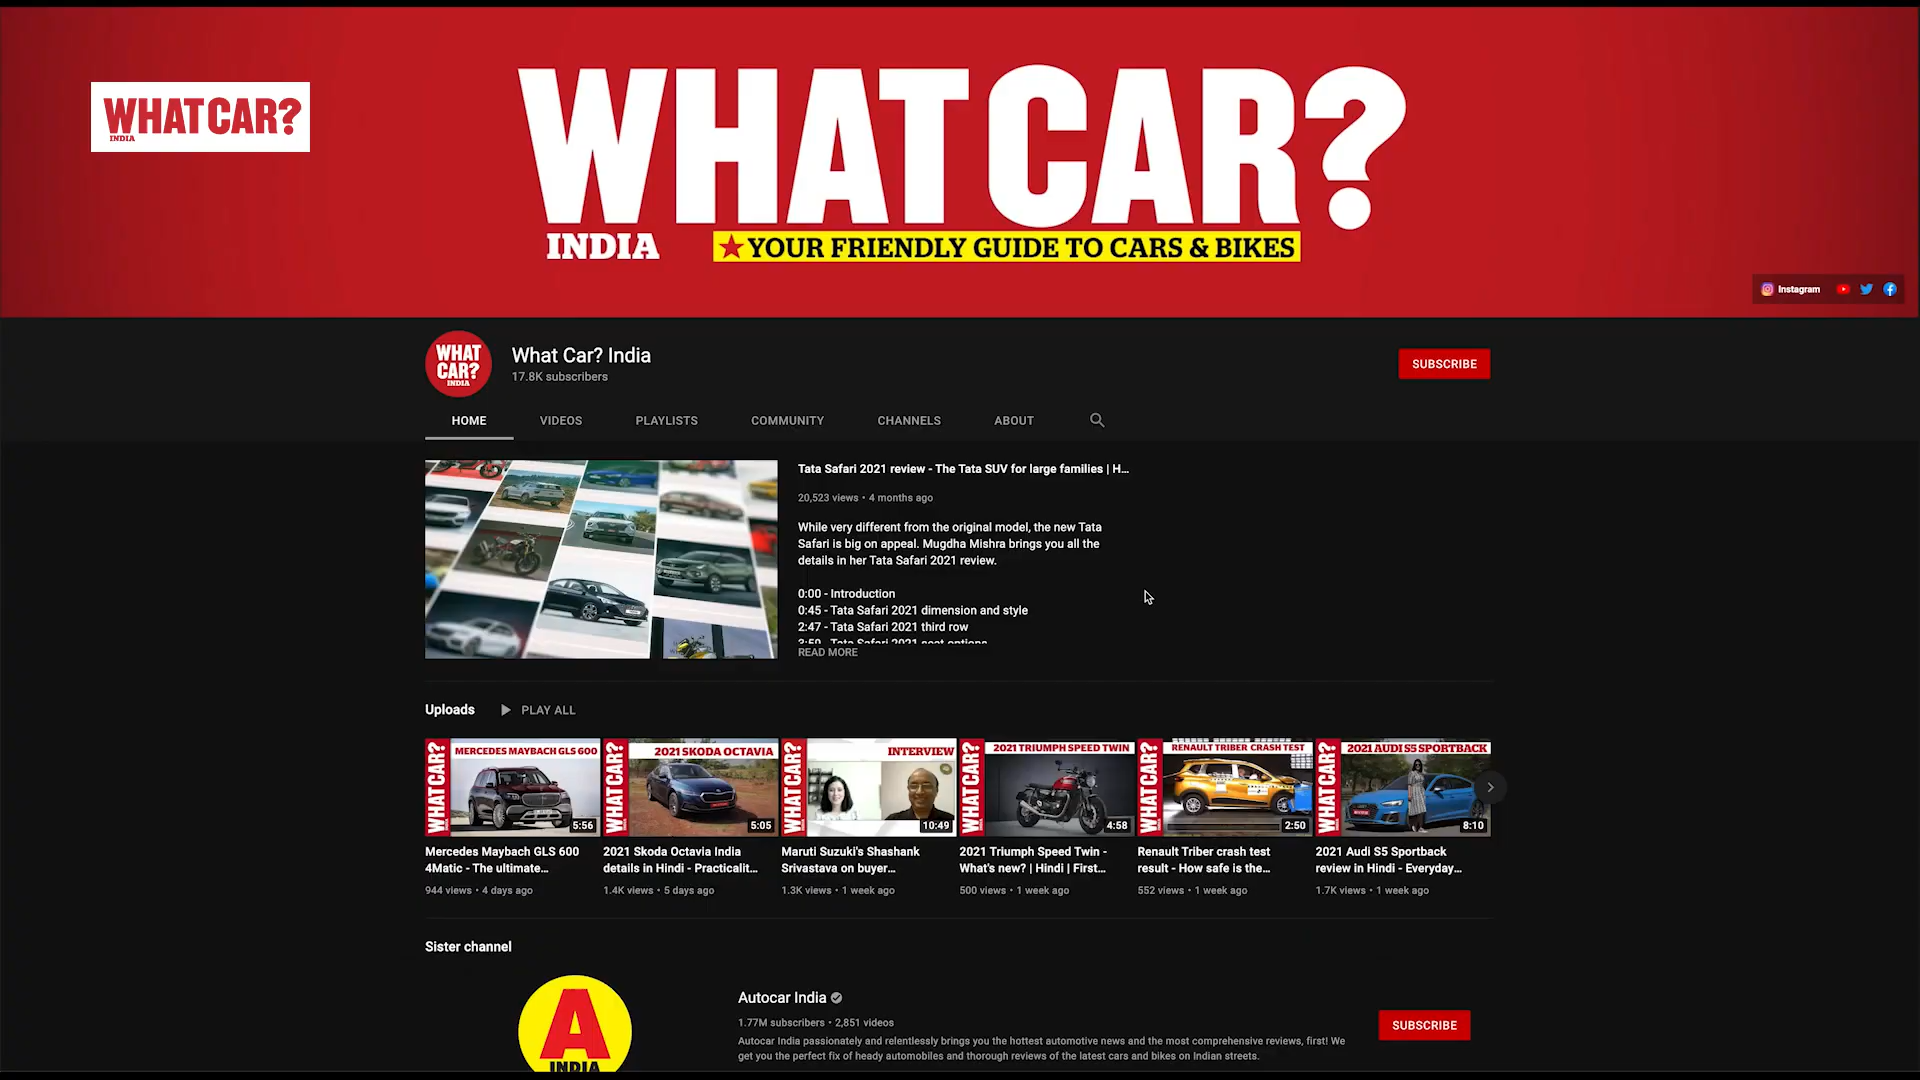 WHAT CAR?
INDIA
WHAT CAR?
INDIA
★YOUR FRIENDLY GUIDE TO CARS & BIKES
Instagram
WHAT
CAR?
INDIA
What Car? India
17.8K subscribers
SUBSCRIBE
HOME VIDEOS PLAYLISTS COMMUNITY CHANNELS ABOUT
Tata Safari 2021 review - The Tata SUV for large families | H...
20,523 views • 4 months ago
While very different from the original model, the new Tata
Safari is big on appeal. Mugdha Mishra brings you all the
details in her Tata Safari 2021 review.
0:00 - Introduction
0:45 - Tata Safari 2021 dimension and style
2:47 - Tata Safari 2021 third row
3:59 - Tata Safari 2021 seat options
READ MORE
Uploads PLAY ALL
WHAT CAR? MERCEDES MAYBACH GLS 600
5:56
Mercedes Maybach GLS 600
4Matic - The ultimate...
944 views • 4 days ago
WHAT CAR? 2021 SKODA OCTAVIA
5:05
2021 Skoda Octavia India
details in Hindi - Practicalit...
1.4K views • 5 days ago
WHAT CAR? INTERVIEW
10:49
Maruti Suzuki's Shashank
Srivastava on buyer...
1.3K views • 1 week ago
WHAT CAR? 2021 TRIUMPH SPEED TWIN
4:58
2021 Triumph Speed Twin -
What's new? | Hindi | First...
500 views • 1 week ago
WHAT CAR? RENAULT TRIBER CRASH TEST
2:50
Renault Triber crash test
result - How safe is the...
552 views • 1 week ago
WHAT CAR? 2021 AUDI S5 SPORTBACK
8:10
2021 Audi S5 Sportback
review in Hindi - Everyday...
1.7K views • 1 week ago
Sister channel
A
INDIA
Autocar India
1.77M subscribers • 2,851 videos
Autocar India passionately and relentlessly brings you the hottest automotive news and the most comprehensive reviews, first! We
get you the perfect fix of heady automobiles and thorough reviews of the latest cars and bikes on Indian streets.
SUBSCRIBE